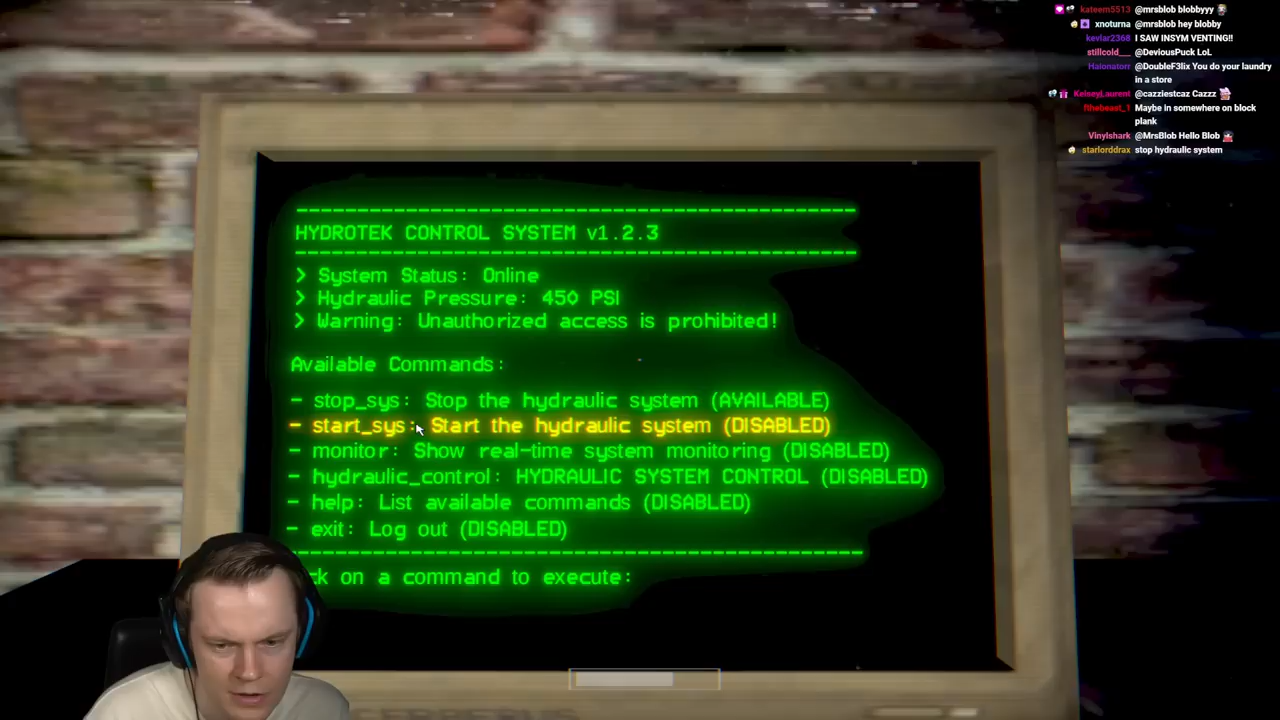 kateem5513 @mrsblob blobbyyy
xnoturna @mrsblob hey blobby
kevlar2368 I SAW INSYM VENTING!!
stillcold___ @DeviousPuck LoL
Halonatorr @DoubleF3lix You do your laundry
in a store
KelseyLaurent @cazziestcaz Cazzz
fthebeast_1 Maybe in somewhere on block
plank
Vinylshark @MrsBlob Hello Blob
starlorddrax stop hydraulic system
HYDROTEK CONTROL SYSTEM v1.2.3
> System Status: Online
> Hydraulic Pressure: 450 PSI
> Warning: Unauthorized access is prohibited!
Available Commands:
- stop_sys: Stop the hydraulic system (AVAILABLE)
- start_sys: Start the hydraulic system (DISABLED)
- monitor: Show real-time system monitoring (DISABLED)
- hydraulic_control: HYDRAULIC SYSTEM CONTROL (DISABLED)
- help: List available commands (DISABLED)
- exit: Log out (DISABLED)
ck on a command to execute: